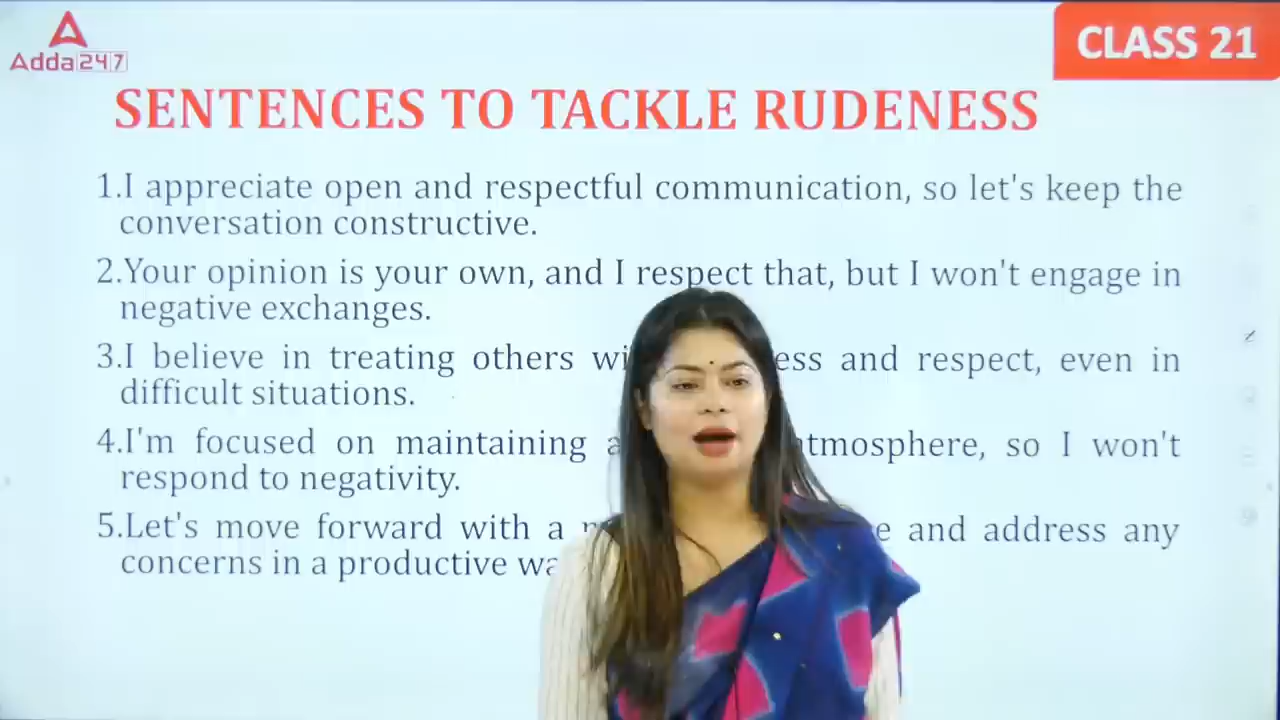 Adda247
CLASS 21
SENTENCES TO TACKLE RUDENESS
1.I appreciate open and respectful communication, so let's keep the
conversation constructive.
2.Your opinion is your own, and I respect that, but I won't engage in
negative exchanges.
3.I believe in treating others ess and respect, even in
difficult situations.
4.I'm focused on maintaining a atmosphere, so I won't
respond to negativity.
5.Let's move forward with a and address any
concerns in a productive